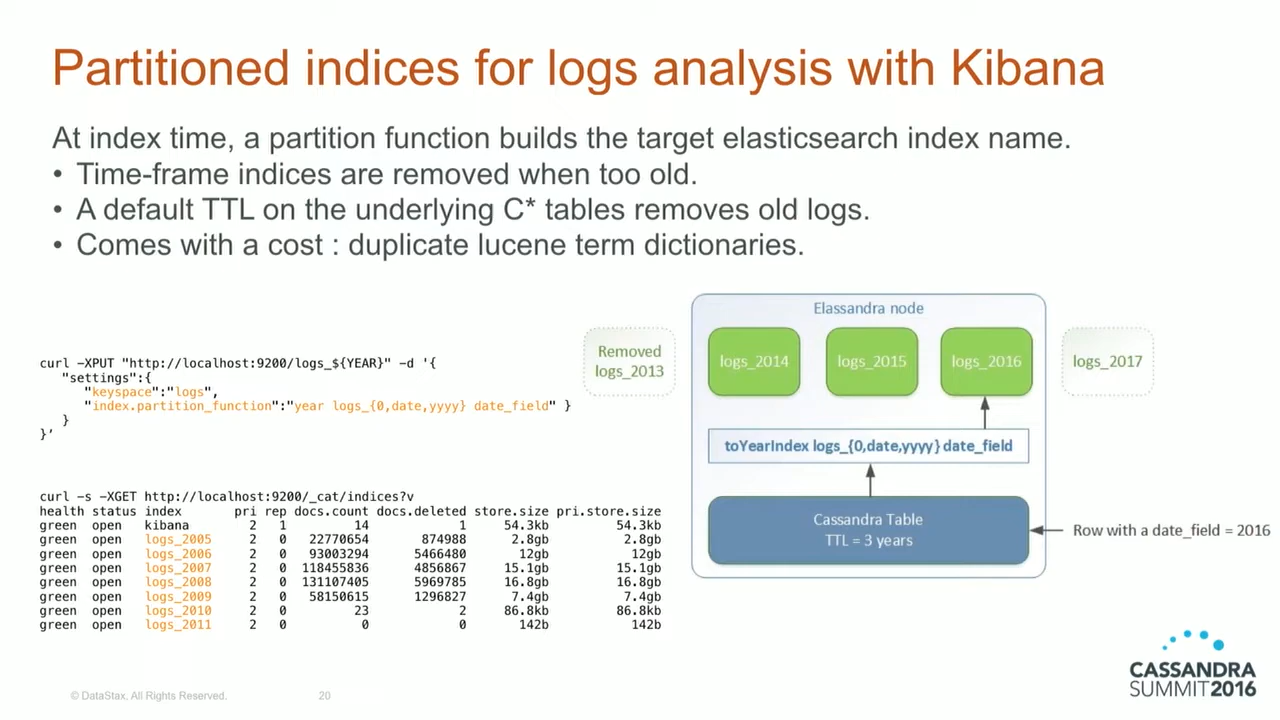 Partitioned indices for logs analysis with Kibana
At index time, a partition function builds the target elasticsearch index name.
• Time-frame indices are removed when too old.
• A default TTL on the underlying C* tables removes old logs.
• Comes with a cost : duplicate lucene term dictionaries.
curl -XPUT "http://localhost:9200/logs_${YEAR}" -d '{
"settings":{
"keyspace":"logs",
"index.partition_function":"year logs_{0,date,yyyy} date_field" }
}
}'
curl -s -XGET http://localhost:9200/_cat/indices?v
health status index pri rep docs.count docs.deleted store.size pri.store.size
green open kibana 2 1 14 1 54.3kb 54.3kb
green open logs_2005 2 0 22770654 874988 2.8gb 2.8gb
green open logs_2006 2 0 93003294 5466480 12gb 12gb
green open logs_2007 2 0 118455836 4856867 15.1gb 15.1gb
green open logs_2008 2 0 131107405 5969785 16.8gb 16.8gb
green open logs_2009 2 0 58150615 1296827 7.4gb 7.4gb
green open logs_2010 2 0 23 2 86.8kb 86.8kb
green open logs_2011 2 0 0 0 142b 142b
Elassandra node
Removed
logs_2013
logs_2014
logs_2015
logs_2016
logs_2017
toYearIndex logs_{0,date,yyyy} date_field
Cassandra Table
TTL = 3 years
Row with a date_field = 2016
© DataStax, All Rights Reserved.
20
CASSANDRA
SUMMIT2016